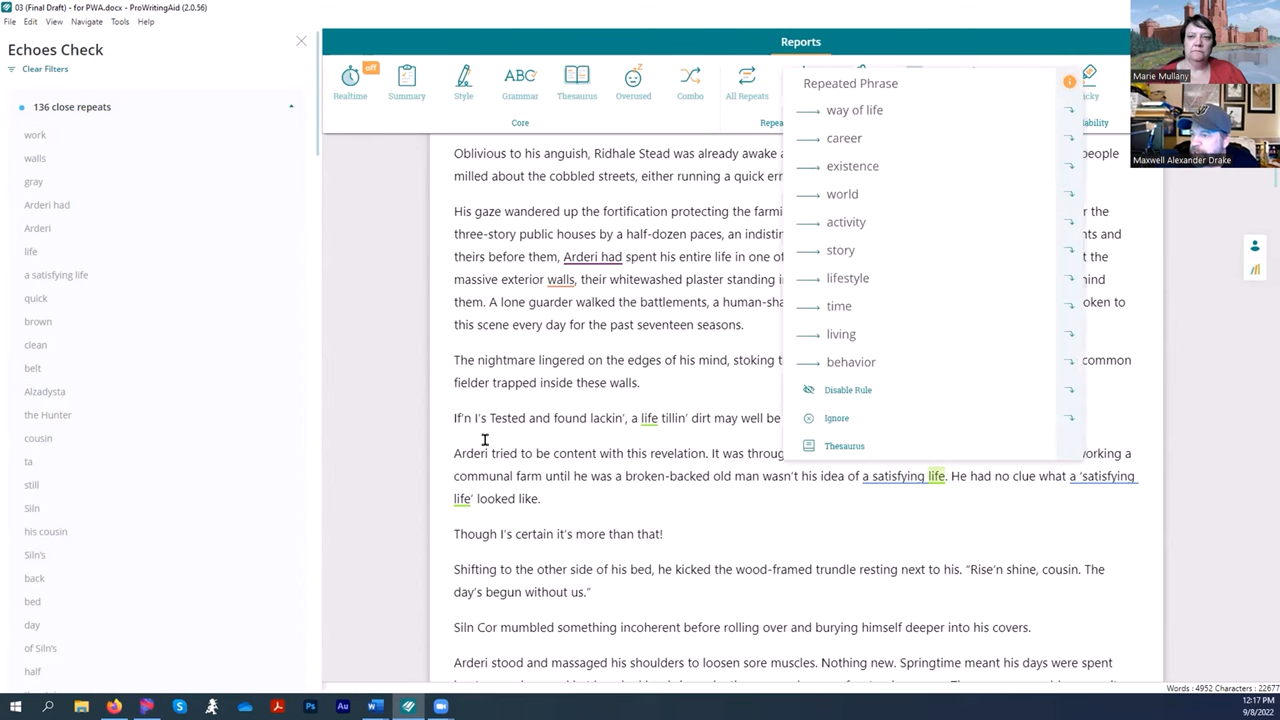 03 (Final Draft) - for PWA.docx - ProWritingAid (2.0.56)
File Edit View Navigate Tools Help
Echoes Check
Clear Filters
136 close repeats
work
walls
gray
Arderi had
Arderi
life
a satisfying life
quick
brown
clean
belt
Alzadysta
the Hunter
cousin
ta
still
Siln
his cousin
Siln's
back
bed
day
of Siln's
half
Reports
off
Realtime
Summary
Style
ABC
Grammar
Thesaurus
Overused
Combo
All Repeats
Core
Repea
ability
icky
Repeated Phrase
way of life
career
existence
world
activity
story
lifestyle
time
living
behavior
Disable Rule
Ignore
Thesaurus
Marie Mullany
Maxwell Alexander Drake
Oblivious to his anguish, Ridhale Stead was already awake a people
milled about the cobbled streets, either running a quick err
His gaze wandered up the fortification protecting the farmi r the
three-story public houses by a half-dozen paces, an indistin nts and
theirs before them, Arderi had spent his entire life in one of t the
massive exterior walls, their whitewashed plaster standing i hind
them. A lone guarder walked the battlements, a human-sha oken to
this scene every day for the past seventeen seasons.
The nightmare lingered on the edges of his mind, stoking t common
fielder trapped inside these walls.
If'n I's Tested and found lackin', a life tillin' dirt may well be
Arderi tried to be content with this revelation. It was throug working a
communal farm until he was a broken-backed old man wasn't his idea of a satisfying life. He had no clue what a 'satisfying
life' looked like.
Though I's certain it's more than that!
Shifting to the other side of his bed, he kicked the wood-framed trundle resting next to his. "Rise'n shine, cousin. The
day's begun without us."
Siln Cor mumbled something incoherent before rolling over and burying himself deeper into his covers.
Arderi stood and massaged his shoulders to loosen sore muscles. Nothing new. Springtime meant his days were spent
Words : 4952 Characters : 22677
12:17 PM
9/8/2022